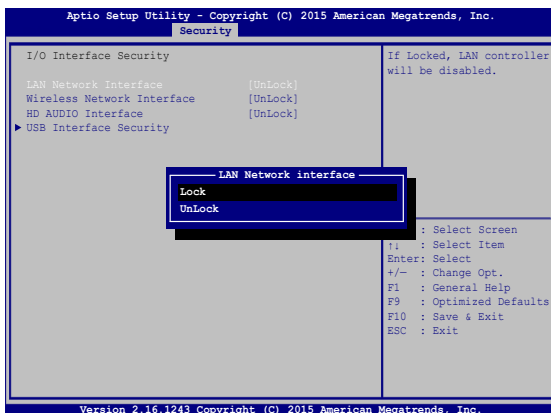 Aptio Setup Utility - Copyright (C) 2015 American Megatrends, Inc.
Security
I/O Interface Security
LAN Network Interface [UnLock]
Wireless Network Interface [UnLock]
HD AUDIO Interface [UnLock]
USB Interface Security
If Locked, LAN controller
will be disabled.
LAN Network interface
Lock
UnLock
: Select Screen
↑↓ : Select Item
Enter: Select
+/— : Change Opt.
F1 : General Help
F9 : Optimized Defaults
F10 : Save & Exit
ESC : Exit
Version 2.16.1243 Copyright (C) 2015 American Megatrends, Inc.